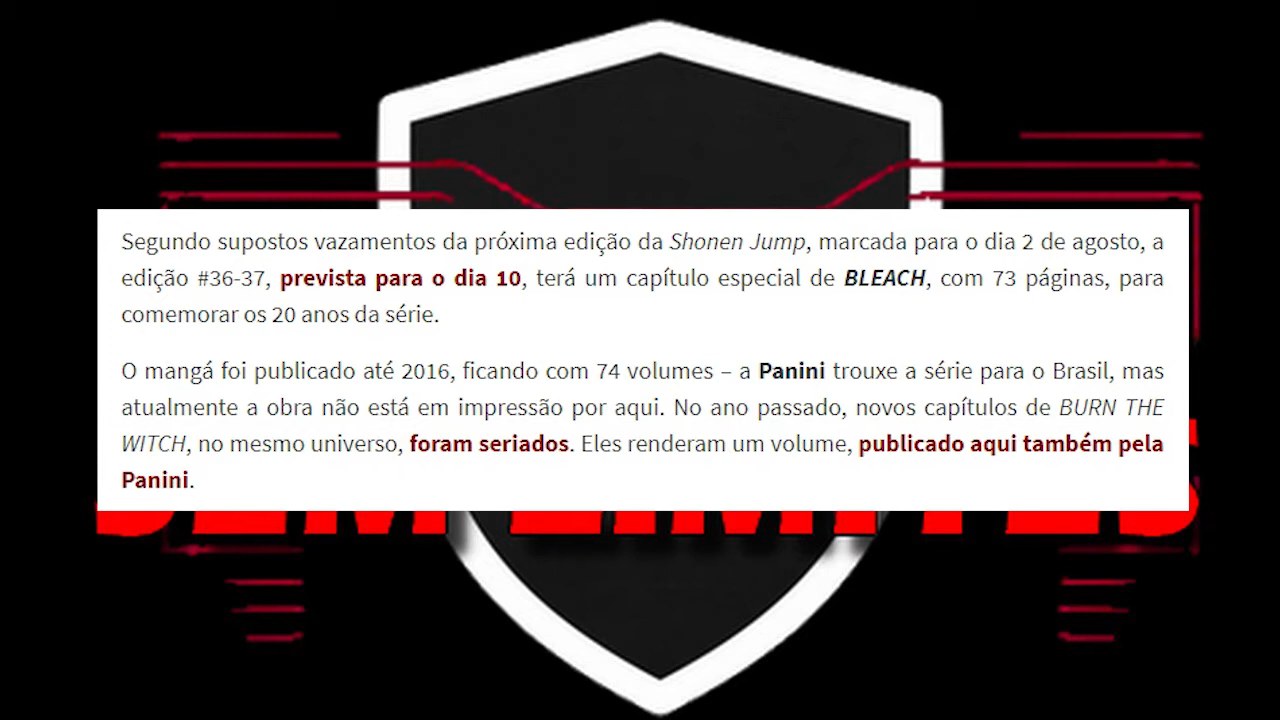 Segundo supostos vazamentos da próxima edição da Shonen Jump, marcada para o dia 2 de agosto, a
edição #36-37, prevista para o dia 10, terá um capítulo especial de BLEACH, com 73 páginas, para
comemorar os 20 anos da série.
O mangá foi publicado até 2016, ficando com 74 volumes – a Panini trouxe a série para o Brasil, mas
atualmente a obra não está em impressão por aqui. No ano passado, novos capítulos de BURN THE
WITCH, no mesmo universo, foram seriados. Eles renderam um volume, publicado aqui também pela
Panini.
SEM LIMITES